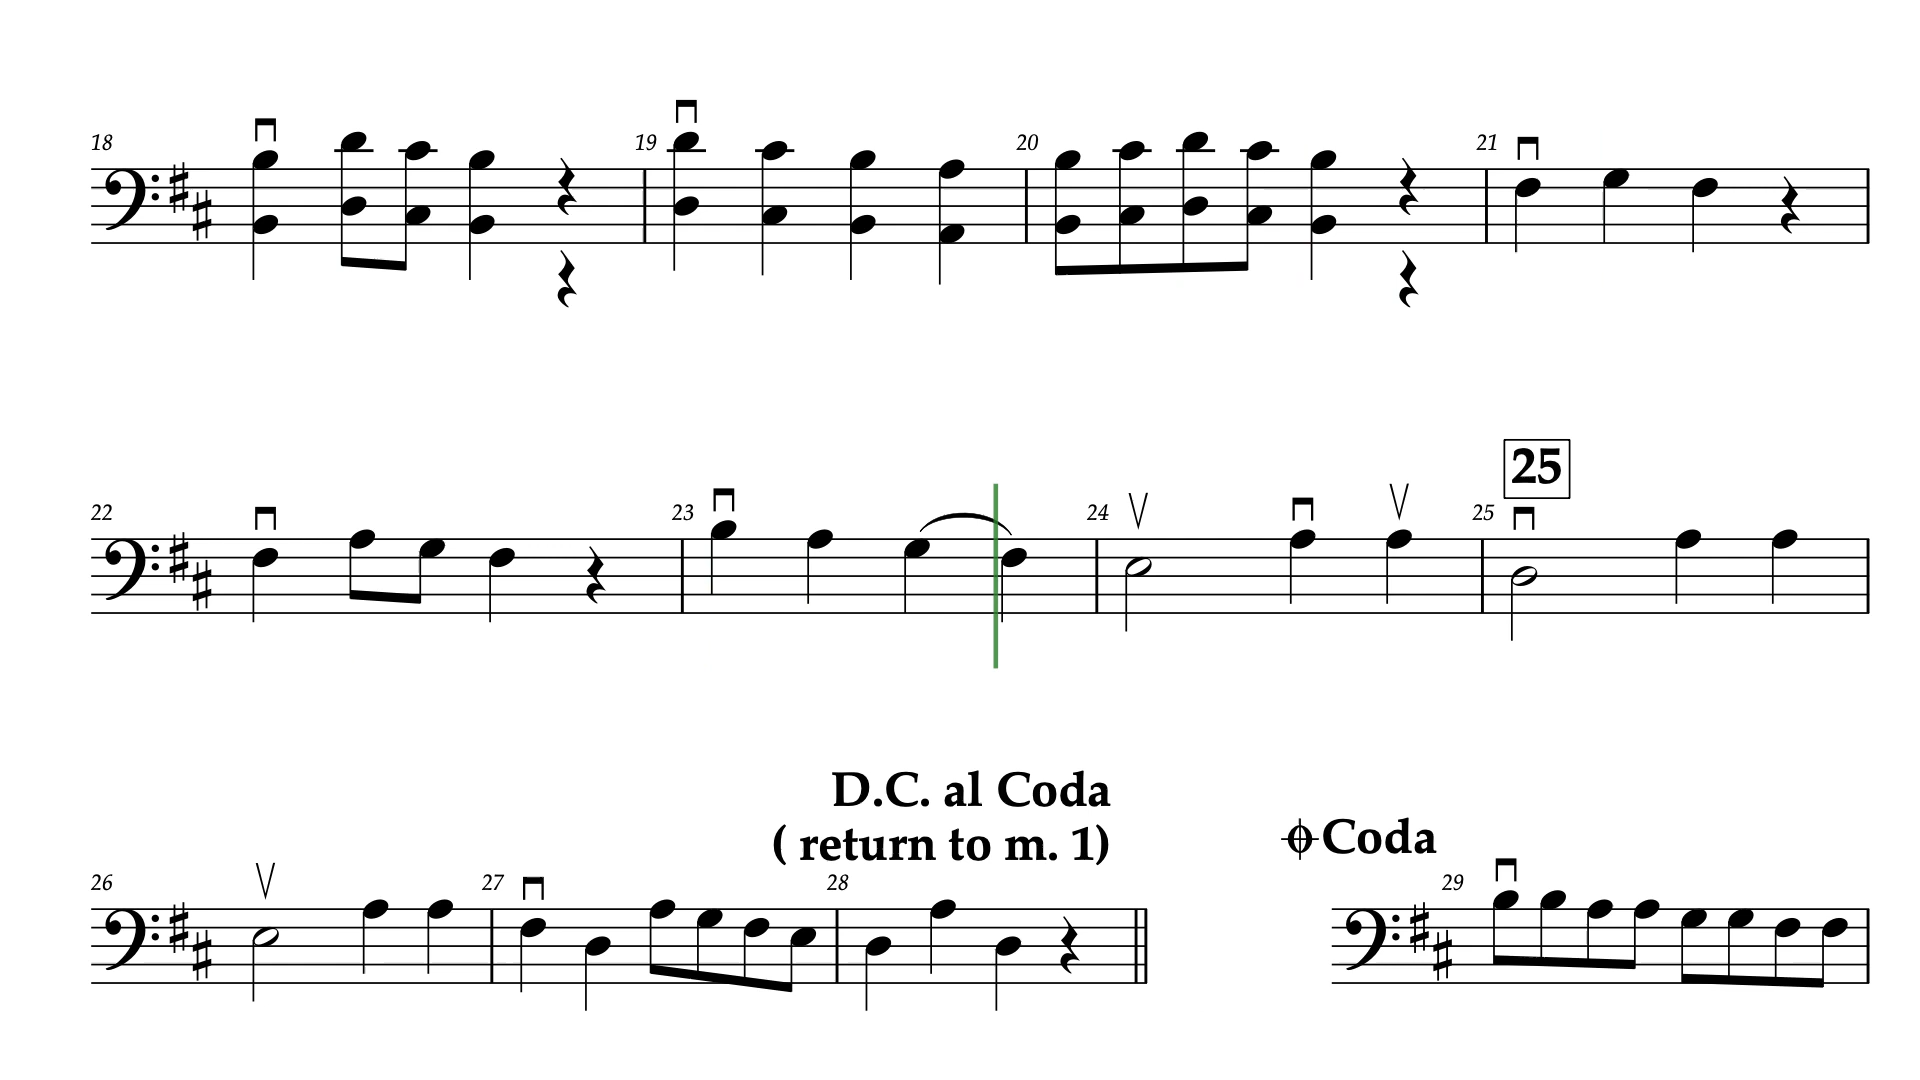 18 19 20 21
25
22 23 24 25
D.C. al Coda
( return to m. 1)
Coda
26 27 28 29